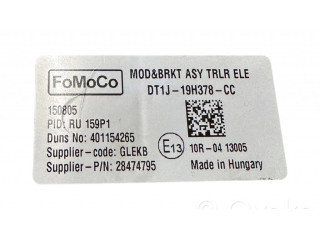 FoMoCo
MOD&BRKT ASY TRLR ELE
DT1J-19H378-CC
150805
PID: RU 159P1
Duns No: 401154265
Supplier-code: GLEKB
Supplier-P/N: 28474795
E13
10R-04 13005
Made in Hungary